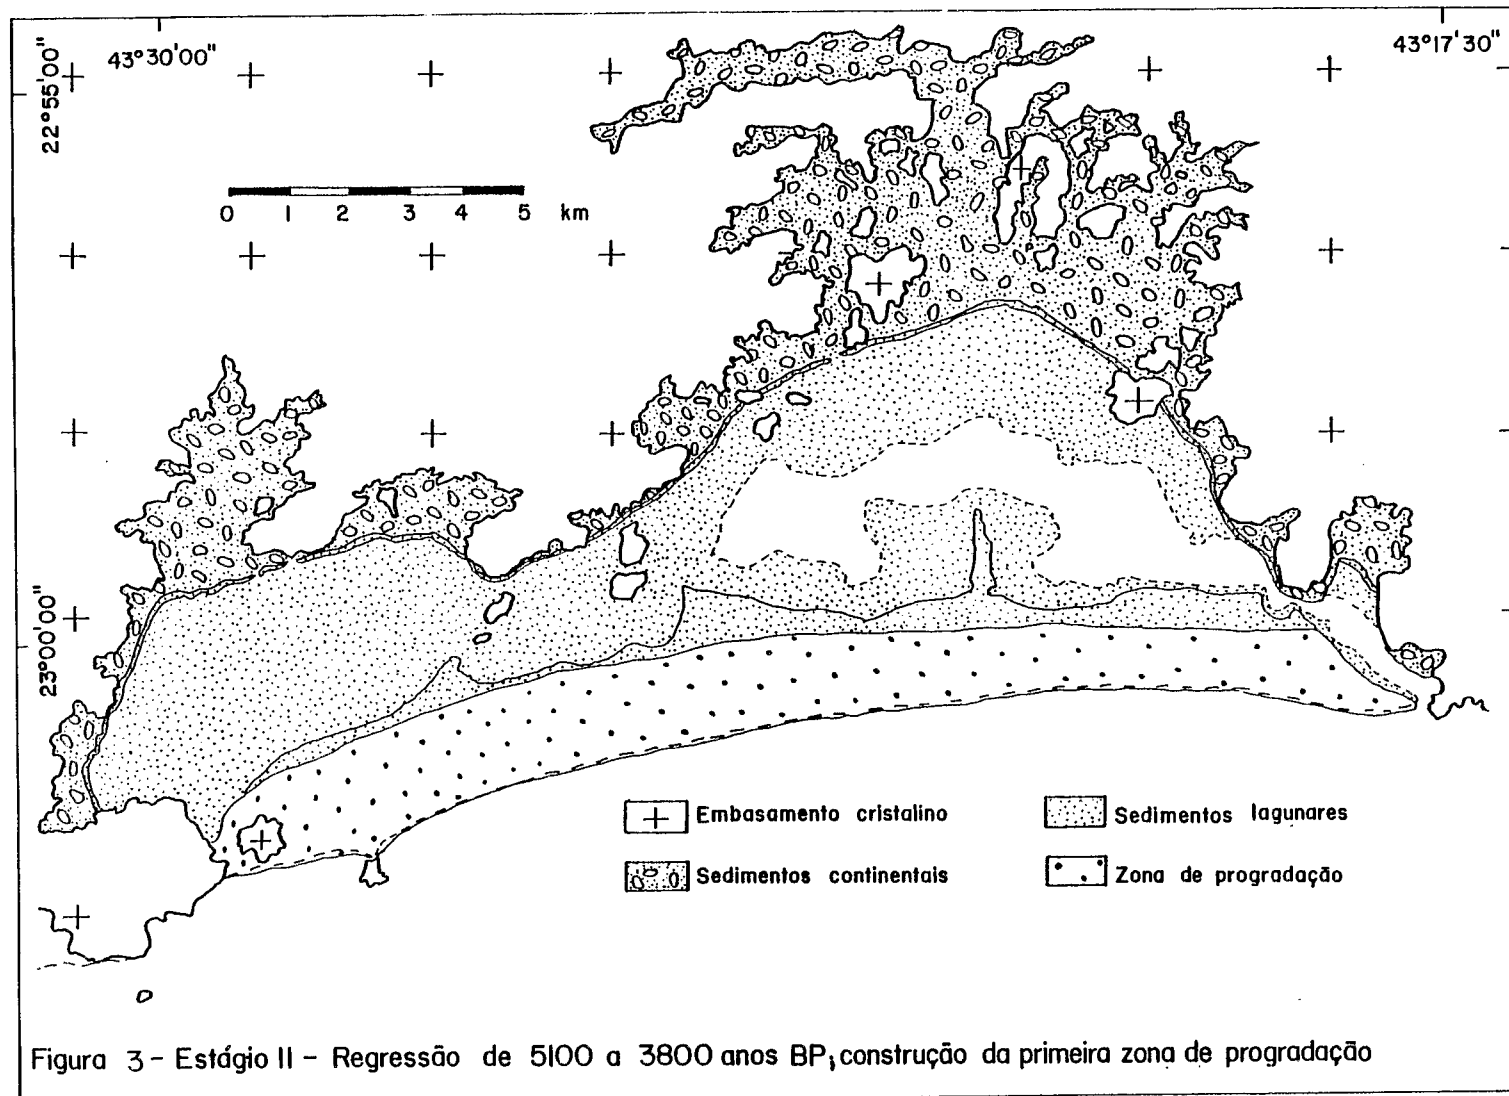 43°30'00"
43°17'30"
22°55'00"
0 1 2 3 4 5 km
23°00'00"
Embasamento cristalino
Sedimentos lagunares
Sedimentos continentais
Zona de progradação
Figura 3 - Estágio II - Regressão de 5100 a 3800 anos BP; construção da primeira zona de progradação